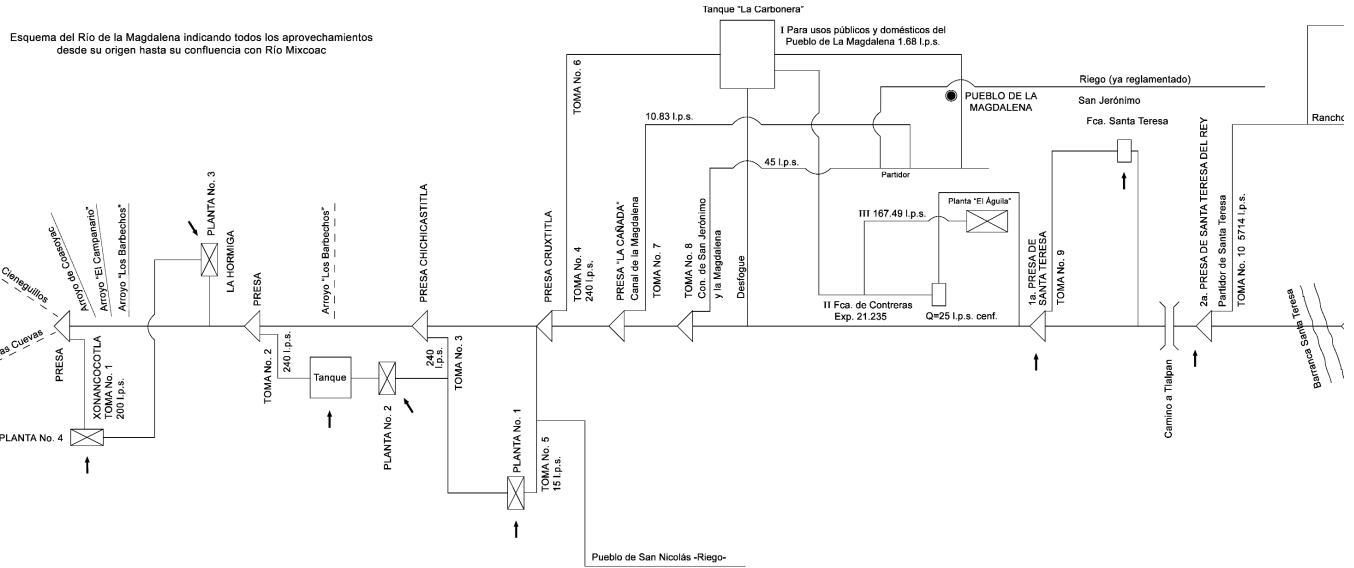 Esquema del Río de la Magdalena indicando todos los aprovechamientos
desde su origen hasta su confluencia con Río Mixcoac
Tanque "La Carbonera"
I Para usos públicos y domésticos del
Pueblo de La Magdalena 1.68 l.p.s.
TOMA No. 6
10.83 l.p.s.
45 l.p.s.
Partidor
Riego (ya reglamentado)
PUEBLO DE LA
MAGDALENA
San Jerónimo
Fca. Santa Teresa
Rancho
Cieneguillos
as Cuevas
Arroyo de Coasoyac
Arroyo "El Campanario"
Arroyo "Los Barbechos"
PLANTA No. 3
LA HORMIGA
PRESA
XONANCOCOTLA
TOMA No. 1
200 l.p.s.
PLANTA No. 4
PRESA
TOMA No. 2
240 l.p.s.
Arroyo "Los Barbechos"
Tanque
PLANTA No. 2
PRESA CHICHICASTITLA
240
l.p.s.
TOMA No. 3
PLANTA No. 1
TOMA No. 5
15 l.p.s.
Pueblo de San Nicolás -Riego-
PRESA CRUXTITLA
TOMA No. 4
240 l.p.s.
PRESA "LA CAÑADA"
Canal de la Magdalena
TOMA No. 7
TOMA No. 8
Con. de San Jerónimo
y la Magdalena
Desfogue
III 167.49 l.p.s.
Planta "El Águila"
II Fca. de Contreras
Exp. 21.235
Q=25 l.p.s. cenf.
1a. PRESA DE
SANTA TERESA
TOMA No. 9
Camino a Tlalpan
2a. PRESA DE SANTA TERESA DEL REY
Partidor de Santa Teresa
TOMA No. 10 5714 l.p.s.
Barranca Santa Teresa